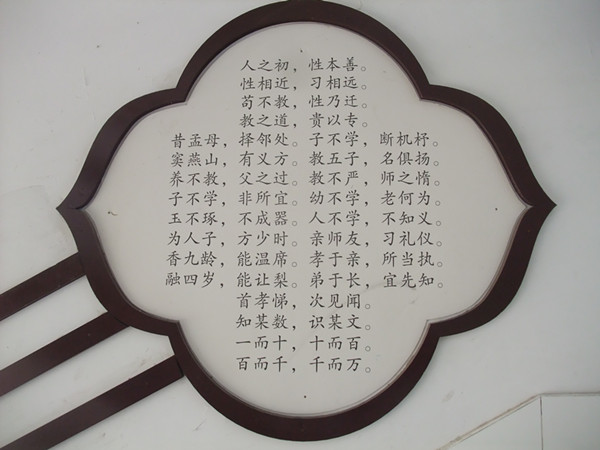 人之初，性本善。
性相近，习相远。
苟不教，性乃迁。
教之道，贵以专。
昔孟母，择邻处。子不学，断机杼。
窦燕山，有义方。教五子，名俱扬。
养不教，父之过。教不严，师之惰。
子不学，非所宜。幼不学，老何为。
玉不琢，不成器。人不学，不知义。
为人子，方少时。亲师友，习礼仪。
香九龄，能温席。孝于亲，所当执。
融四岁，能让梨。弟于长，宜先知。
首孝悌，次见闻。
知某数，识某文。
一而十，十而百。
百而千，千而万。